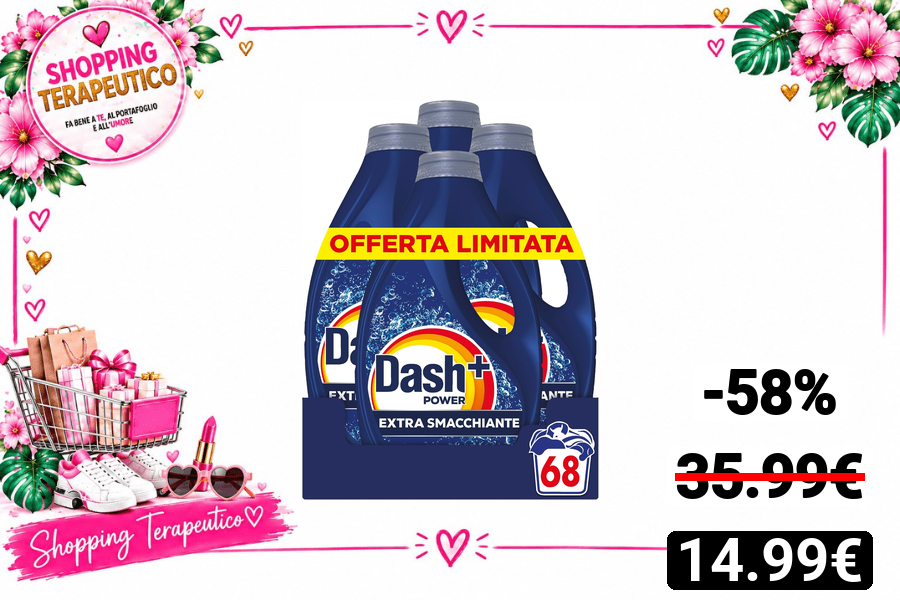 SHOPPING
TERAPEUTICO
FA BENE A TE, AL PORTAFOGLIO
E ALL'UMORE
OFFERTA LIMITATA
Dash+
POWER
EXTRA SMACCHIANTE
68
-58%
35.99€
14.99€
Shopping Terapeutico